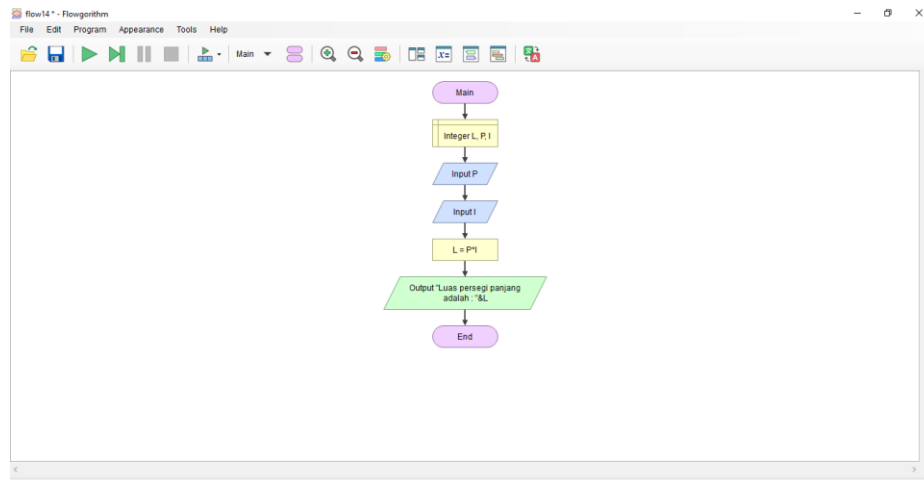 flow14 * - Flowgorithm
File Edit Program Appearance Tools Help
Main
x=
A
Main
Integer L, P, I
Input P
Input I
L = P*I
Output "Luas persegi panjang
adalah : "&L
End